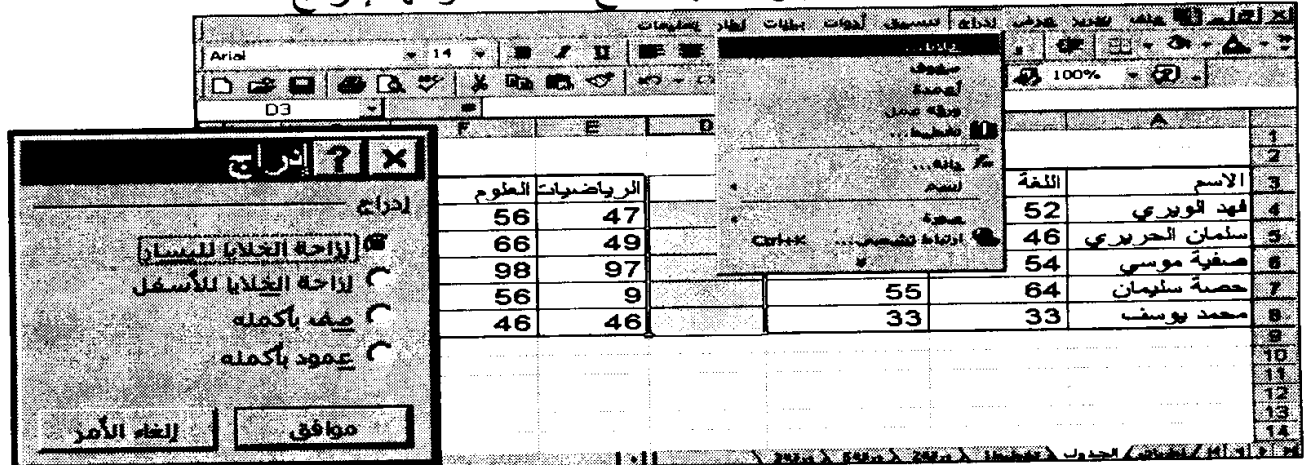 ملف تحرير عرض إدراج تنسيق أدوات بيانات إطار تعليمات
Arial 14
100%
D3 =
خلايا...
صفوف
أعمدة
ورقة عمل
تخطيط...
دالة...
اسم
صورة
ارتباط تشعبي... Ctrl+K
A D E F
1
2
3 الاسم اللغة الرياضيات العلوم
4 فهد الويري 52 47 56
5 سلمان الحريري 46 49 66
6 صفية موسي 54 97 98
7 حصة سليمان 64 55 9 56
8 محمد يوسف 33 33 46 46
9
10
11
12
13
14
الجدول
إدراج
إدراج
إزاحة الخلايا لليسار
إزاحة الخلايا للأسفل
صف بأكمله
عمود بأكمله
موافق إلغاء الأمر